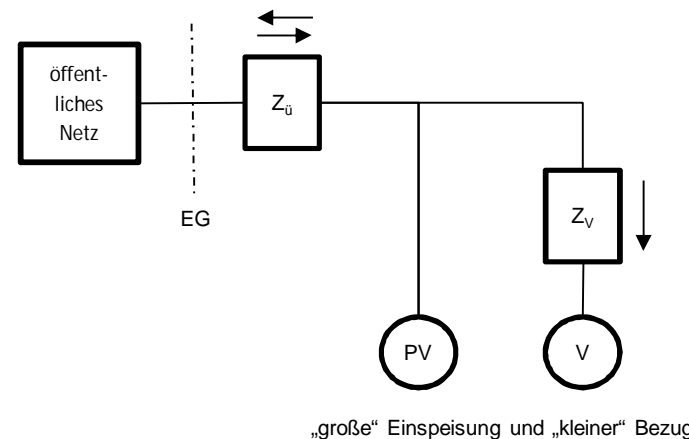 öffent-
liches
Netz
Zü
EG
ZV
PV
V
„große“ Einspeisung und „kleiner“ Bezug